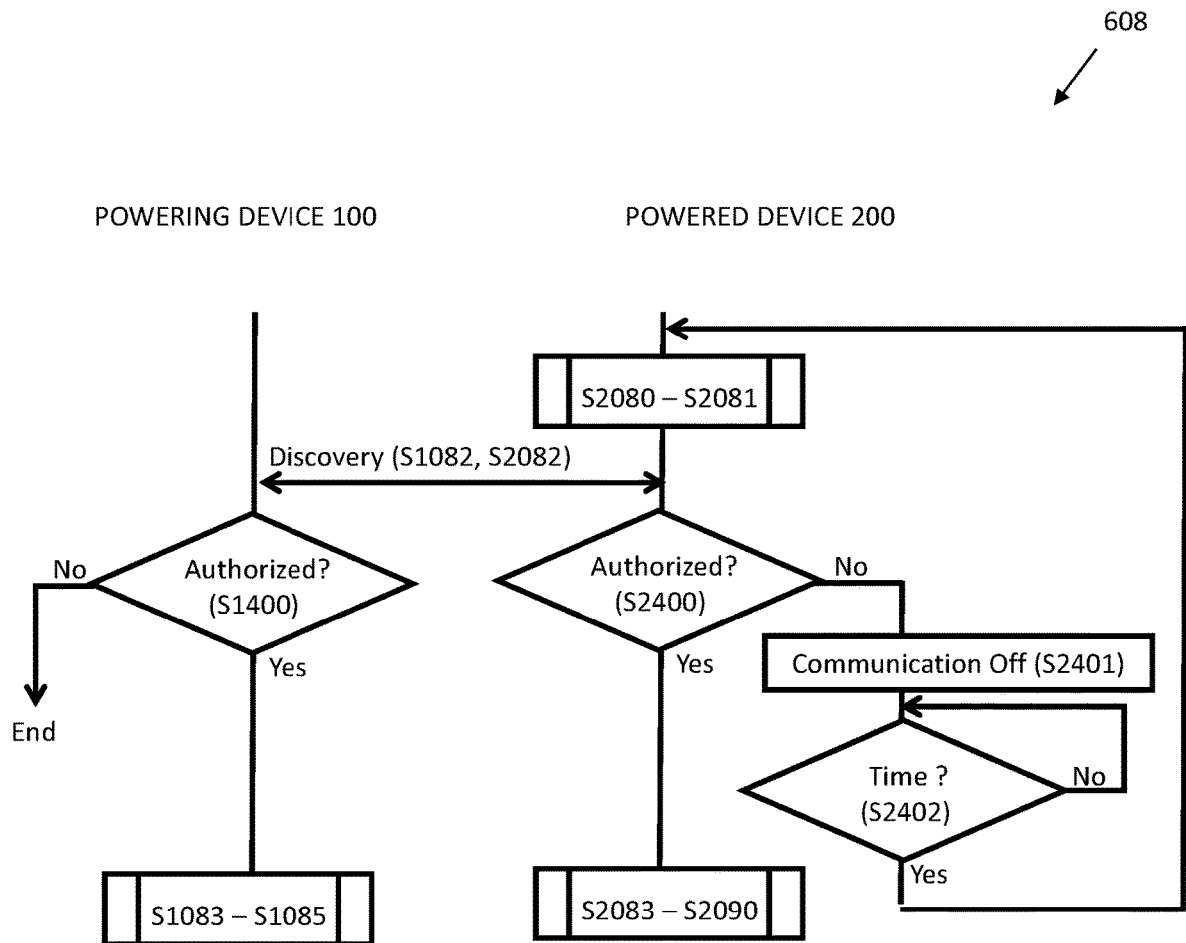 608
POWERING DEVICE 100
POWERED DEVICE 200
S2080 – S2081
Discovery (S1082, S2082)
No
Authorized?
(S1400)
Yes
End
Authorized?
(S2400)
No
Yes
Communication Off (S2401)
Time ?
(S2402)
No
Yes
S1083 – S1085
S2083 – S2090